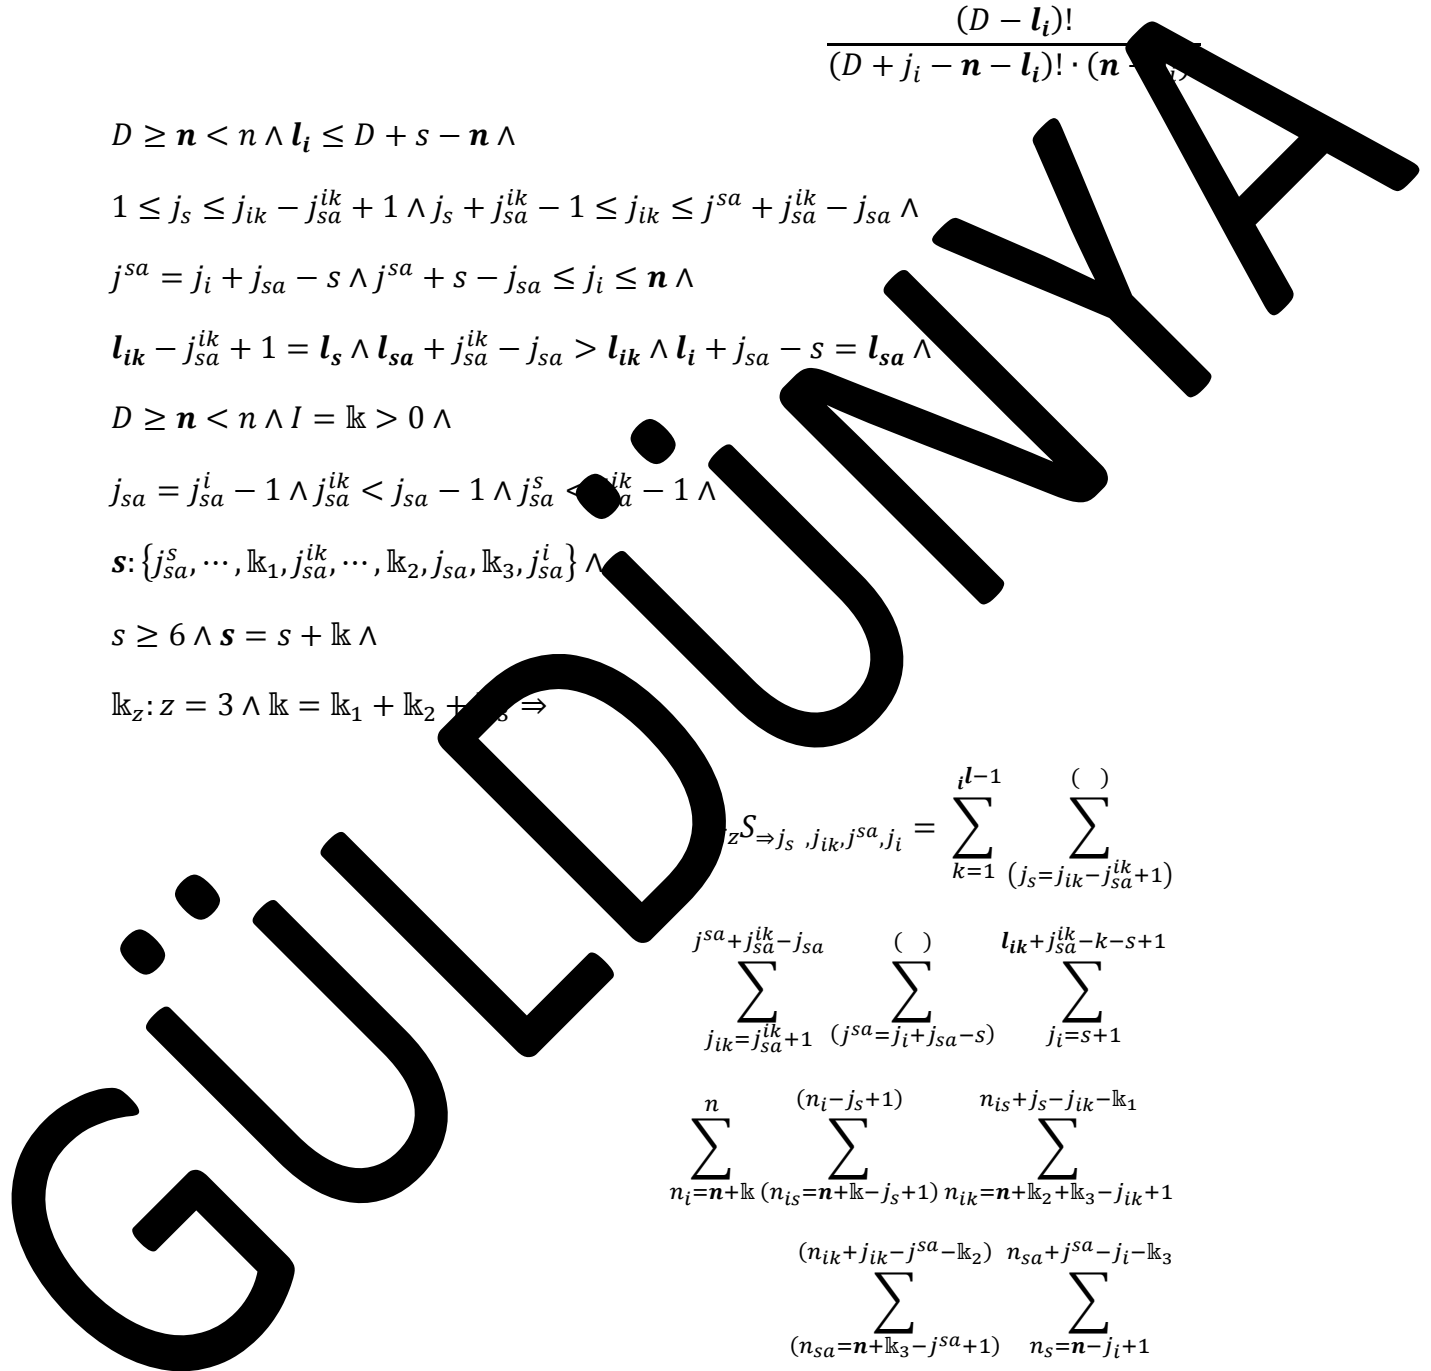 (D − l_i)!
(D + j_i − n − l_i)! · (n
D ≥ n < n ∧ l_i ≤ D + s − n ∧
1 ≤ j_s ≤ j_ik − j_sa^ik + 1 ∧ j_s + j_sa^ik − 1 ≤ j_ik ≤ j^sa + j_sa^ik − j_sa ∧
j^sa = j_i + j_sa − s ∧ j^sa + s − j_sa ≤ j_i ≤ n ∧
l_ik − j_sa^ik + 1 = l_s ∧ l_sa + j_sa^ik − j_sa > l_ik ∧ l_i + j_sa − s = l_sa ∧
D ≥ n < n ∧ I = 𝕜 > 0 ∧
j_sa = j_sa^i − 1 ∧ j_sa^ik < j_sa − 1 ∧ j_sa^s < ^ik − 1 ∧
s: {j_sa^s, ⋯ , 𝕜_1, j_sa^ik, ⋯ , 𝕜_2, j_sa, 𝕜_3, j_sa^i} ∧
s ≥ 6 ∧ s = s + 𝕜 ∧
𝕜_z: z = 3 ∧ 𝕜 = 𝕜_1 + 𝕜_2 + ⇒
_i l−1 ( )
_z S_⇒j_s ,j_ik,j^sa,j_i = ∑ ∑
k=1 (j_s=j_ik−j_sa^ik+1)
j^sa+j_sa^ik−j_sa ( ) l_ik+j_sa^ik−k−s+1
∑ ∑ ∑
j_ik=j_sa^ik+1 (j^sa=j_i+j_sa−s) j_i=s+1
n (n_i−j_s+1) n_is+j_s−j_ik−𝕜_1
∑ ∑ ∑
n_i=n+𝕜 (n_is=n+𝕜−j_s+1) n_ik=n+𝕜_2+𝕜_3−j_ik+1
(n_ik+j_ik−j^sa−𝕜_2) n_sa+j^sa−j_i−𝕜_3
∑ ∑
(n_sa=n+𝕜_3−j^sa+1) n_s=n−j_i+1
GÜLDÜNYA